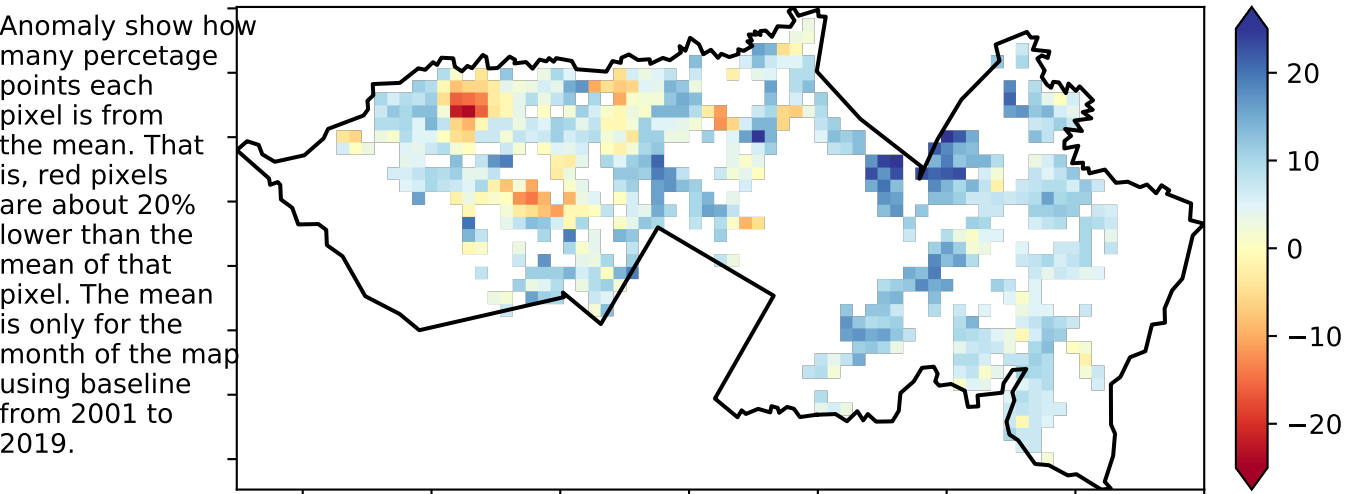 Anomaly show how
many percetage
points each
pixel is from
the mean. That
is, red pixels
are about 20%
lower than the
mean of that
pixel. The mean
is only for the
month of the map
using baseline
from 2001 to
2019.
20
10
0
−10
−20